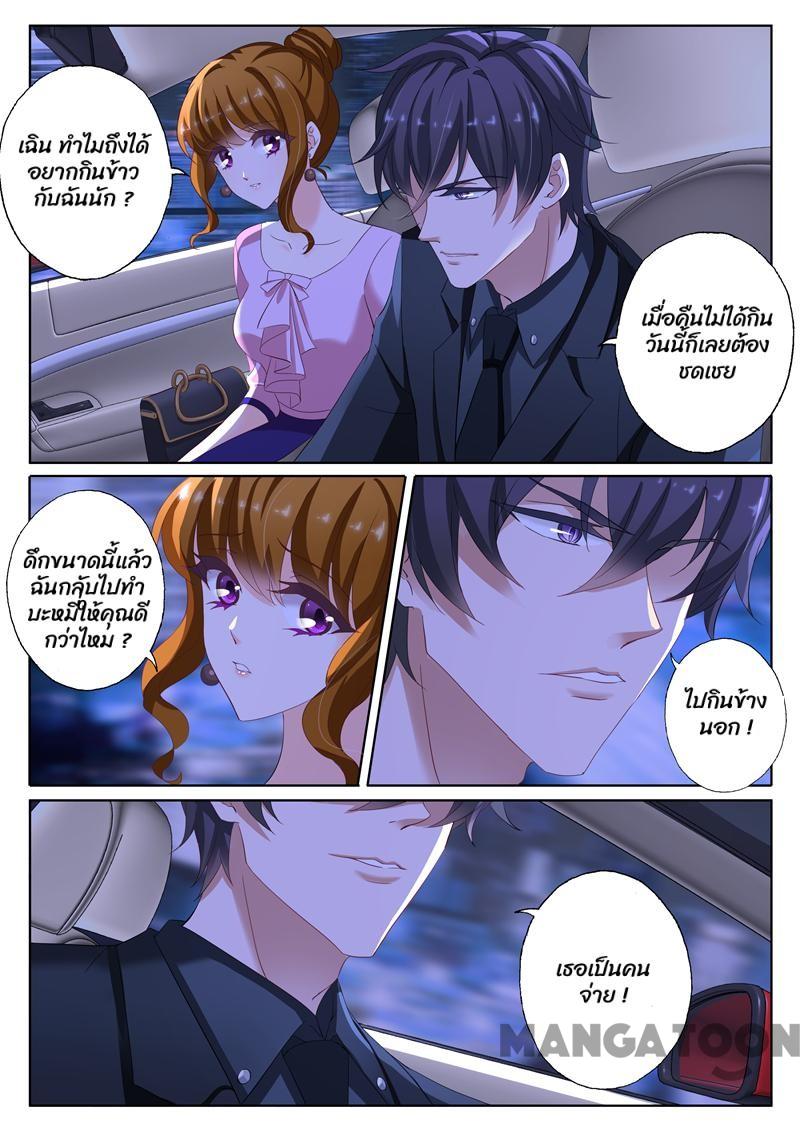 เฉิน ทำไมถึงได้
อยากกินข้าว
กับฉันนัก ?
เมื่อคืนไม่ได้กิน
วันนี้ก็เลยต้อง
ชดเชย
ดึกขนาดนี้แล้ว
ฉันกลับไปทำ
บะหมี่ให้คุณดี
กว่าไหม ?
ไปกินข้าง
นอก !
เธอเป็นคน
จ่าย !
MANGATOON